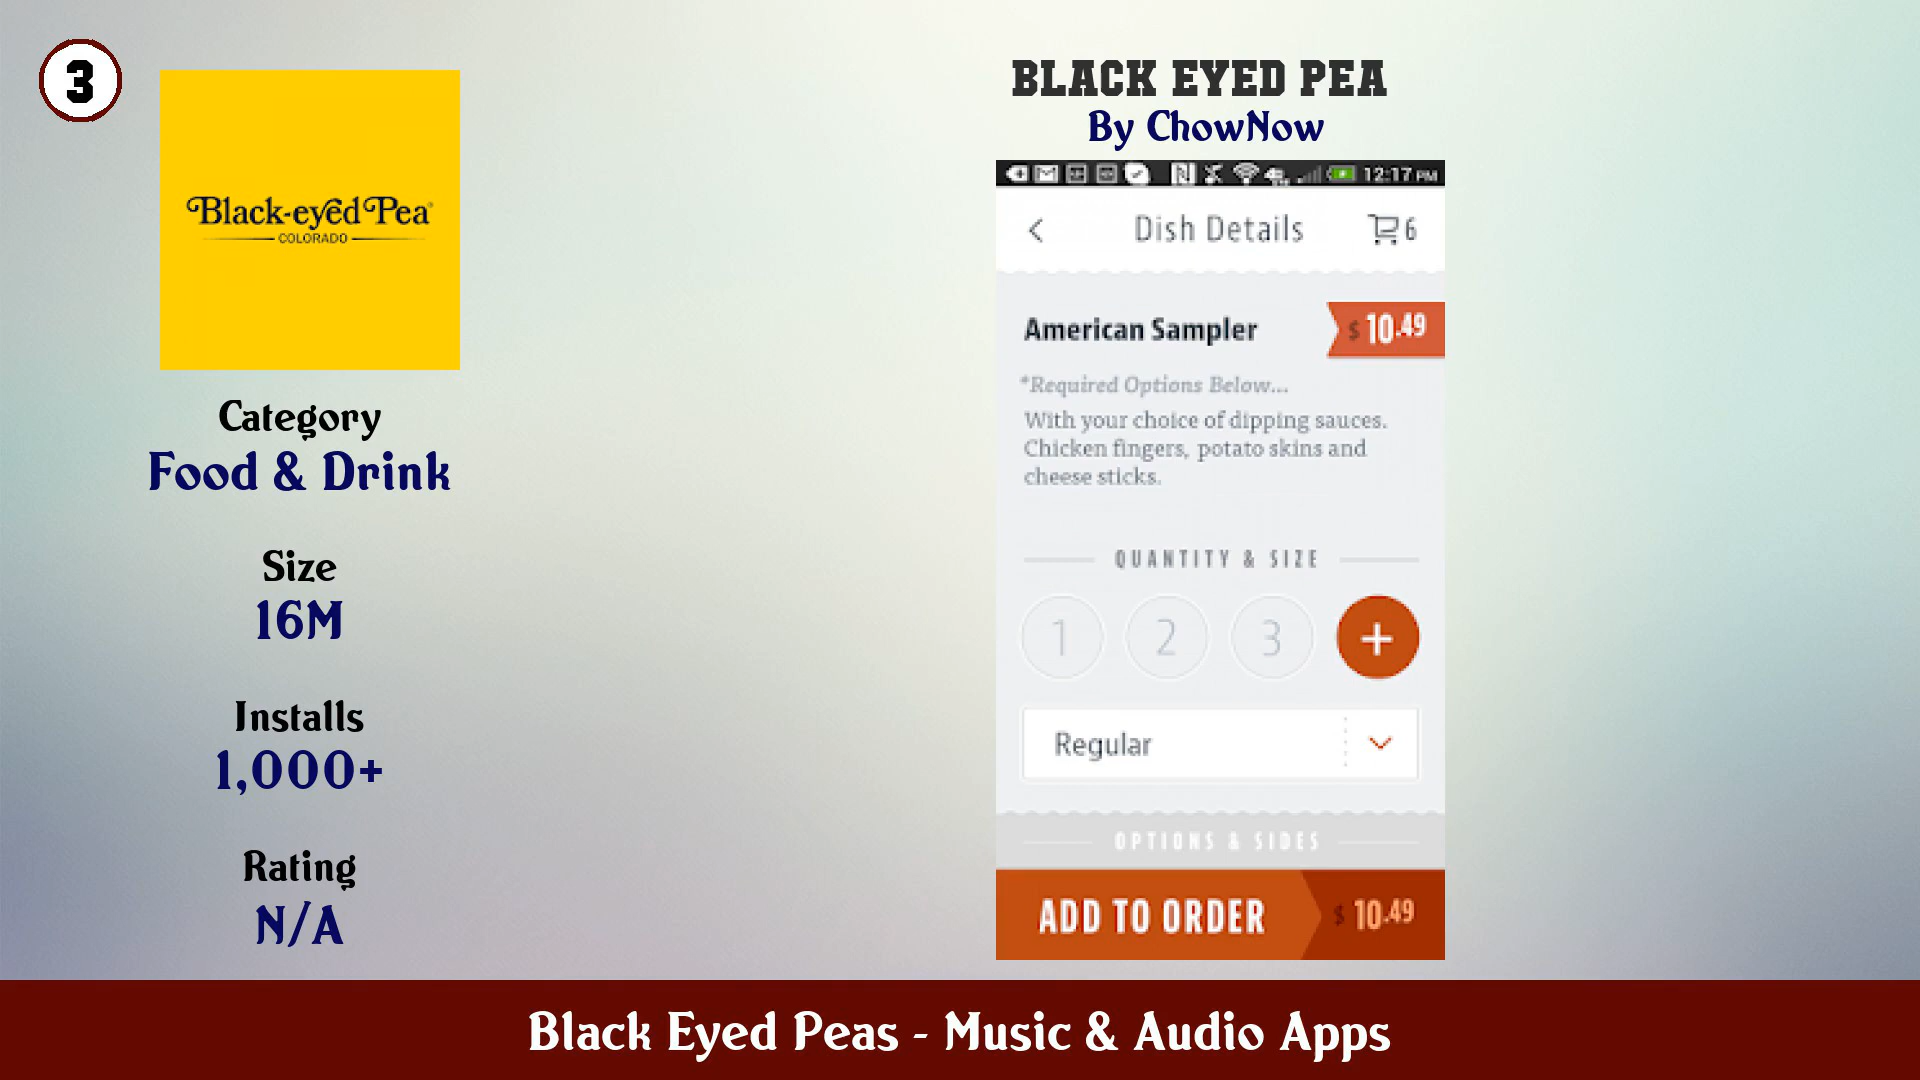 3
Black-eyed Pea
COLORADO
Category
Food & Drink
Size
16M
Installs
1,000+
Rating
N/A
BLACK EYED PEA
By ChowNow
12:17 PM
Dish Details
6
American Sampler
$ 10.49
*Required Options Below...
With your choice of dipping sauces.
Chicken fingers, potato skins and
cheese sticks.
QUANTITY & SIZE
1 2 3 +
Regular
OPTIONS & SIDES
ADD TO ORDER $ 10.49
Black Eyed Peas - Music & Audio Apps